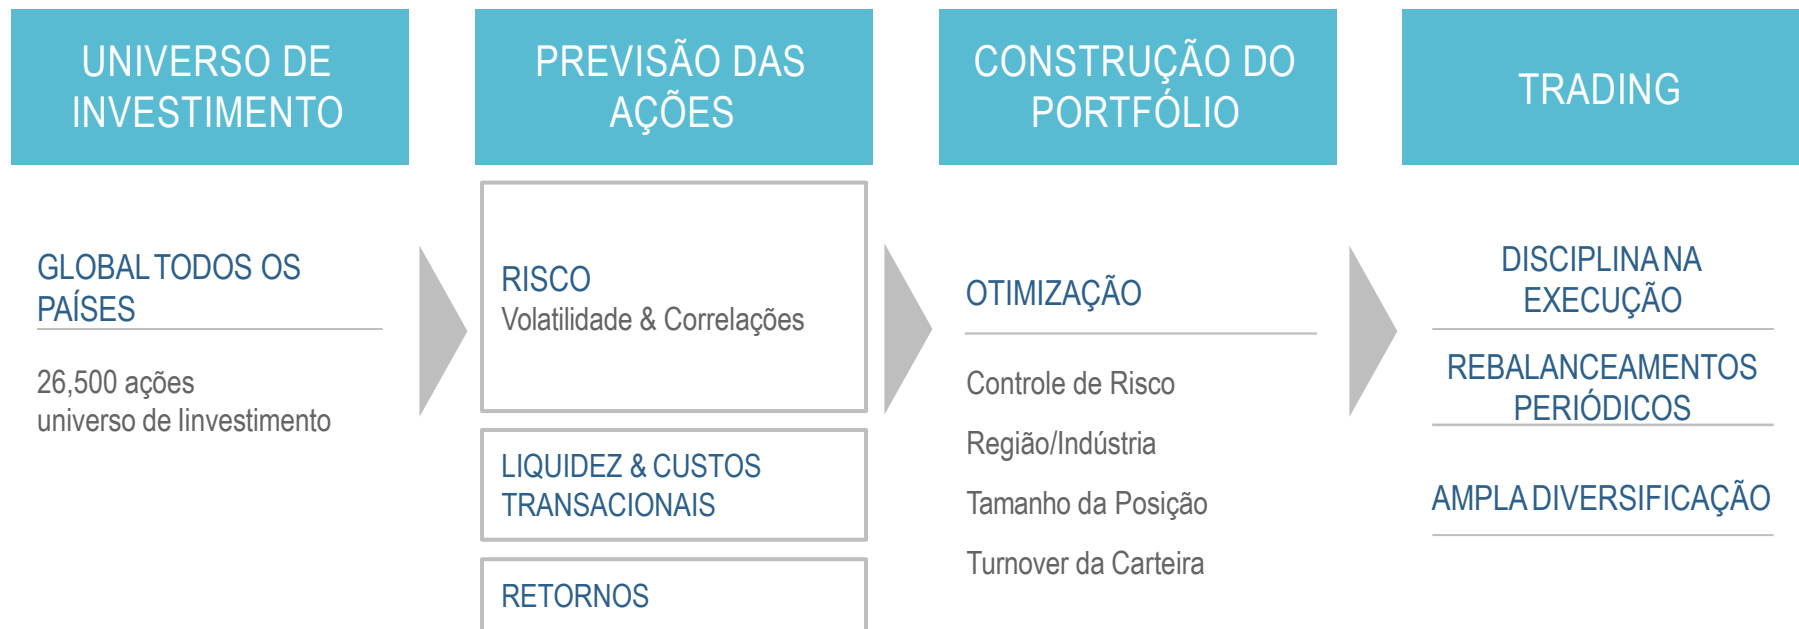 UNIVERSO DE
INVESTIMENTO
GLOBAL TODOS OS
PAÍSES
26,500 ações
universo de Iinvestimento
PREVISÃO DAS
AÇÕES
RISCO
Volatilidade & Correlações
LIQUIDEZ & CUSTOS
TRANSACIONAIS
RETORNOS
CONSTRUÇÃO DO
PORTFÓLIO
OTIMIZAÇÃO
Controle de Risco
Região/Indústria
Tamanho da Posição
Turnover da Carteira
TRADING
DISCIPLINA NA
EXECUÇÃO
REBALANCEAMENTOS
PERIÓDICOS
AMPLA DIVERSIFICAÇÃO